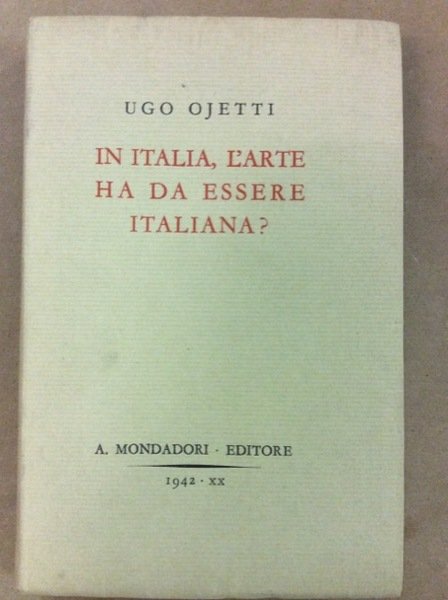 UGO OJETTI
IN ITALIA, L'ARTE
HA DA ESSERE
ITALIANA?
A. MONDADORI · EDITORE
1942 · XX